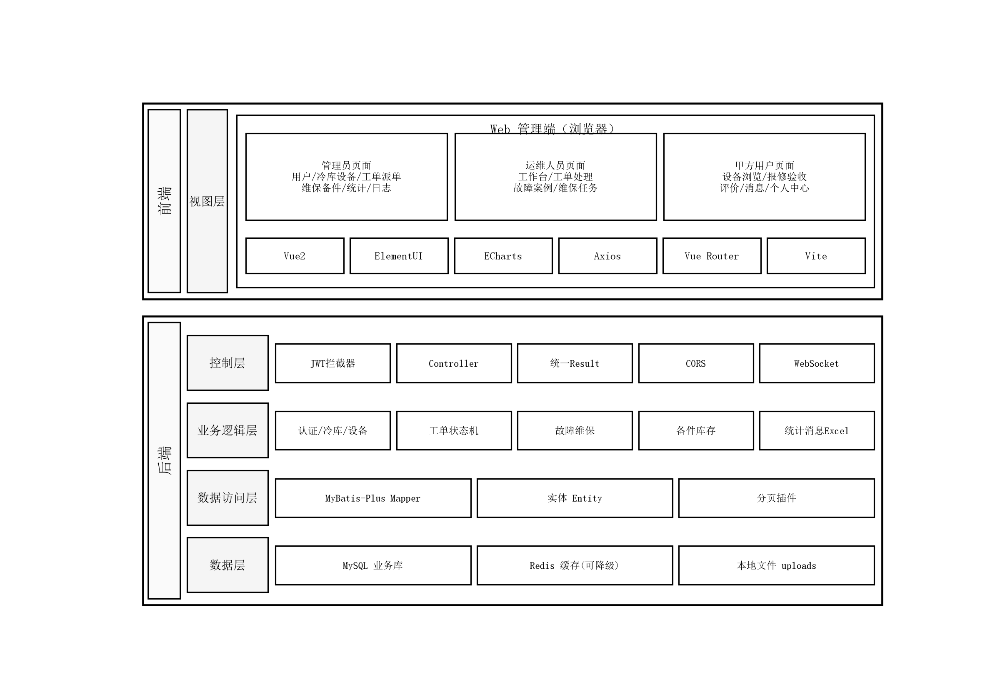 前端
视图层
Web 管理端（浏览器）
管理员页面
用户/冷库设备/工单派单
维保备件/统计/日志
运维人员页面
工作台/工单处理
故障案例/维保任务
甲方用户页面
设备浏览/报修验收
评价/消息/个人中心
Vue2
ElementUI
ECharts
Axios
Vue Router
Vite
后端
控制层
JWT拦截器
Controller
统一Result
CORS
WebSocket
业务逻辑层
认证/冷库/设备
工单状态机
故障维保
备件库存
统计消息Excel
数据访问层
MyBatis-Plus Mapper
实体 Entity
分页插件
数据层
MySQL 业务库
Redis 缓存(可降级)
本地文件 uploads